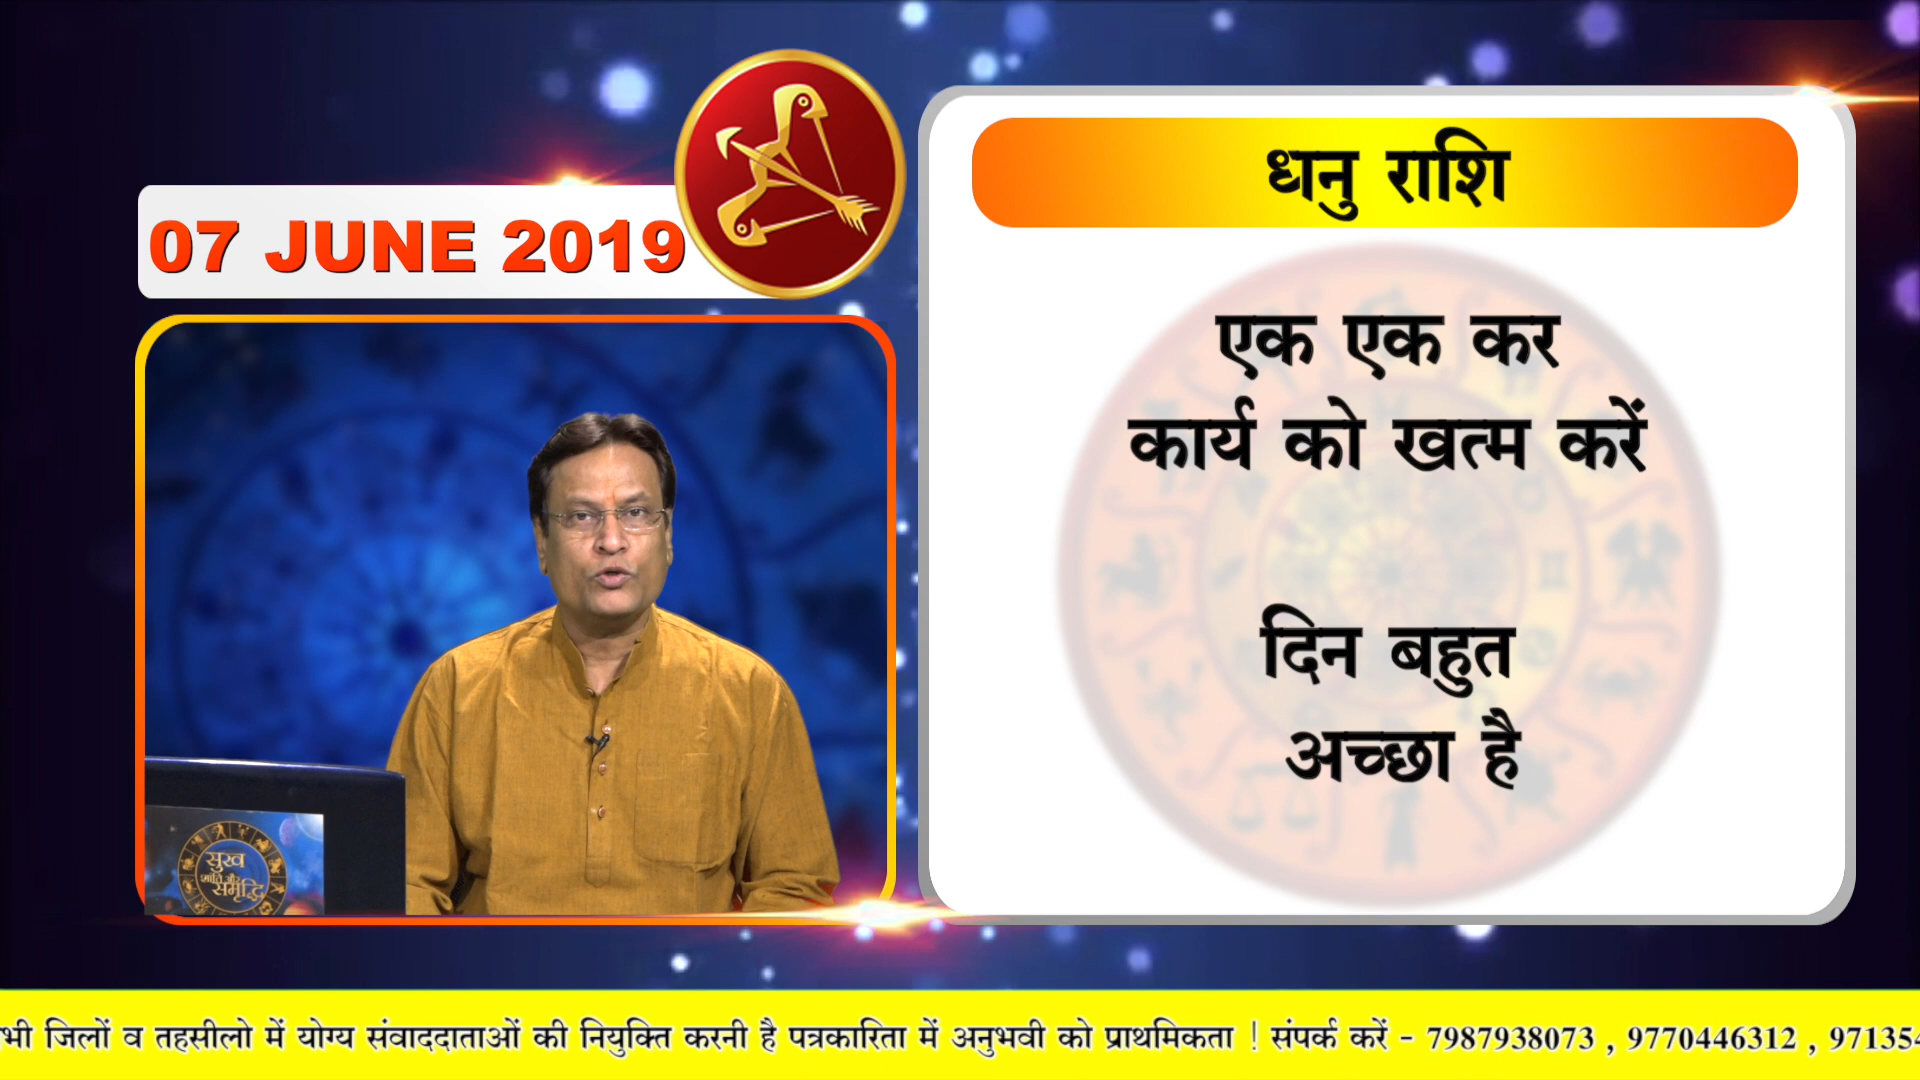 07 JUNE 2019
धनु राशि
एक एक कर
कार्य को खत्म करें
दिन बहुत
अच्छा है
सुख
शांति और
समृद्धि
भी जिलों व तहसीलो में योग्य संवाददाताओं की नियुक्ति करनी है पत्रकारिता में अनुभवी को प्राथमिकता ! संपर्क करें - 7987938073 , 9770446312 , 97135